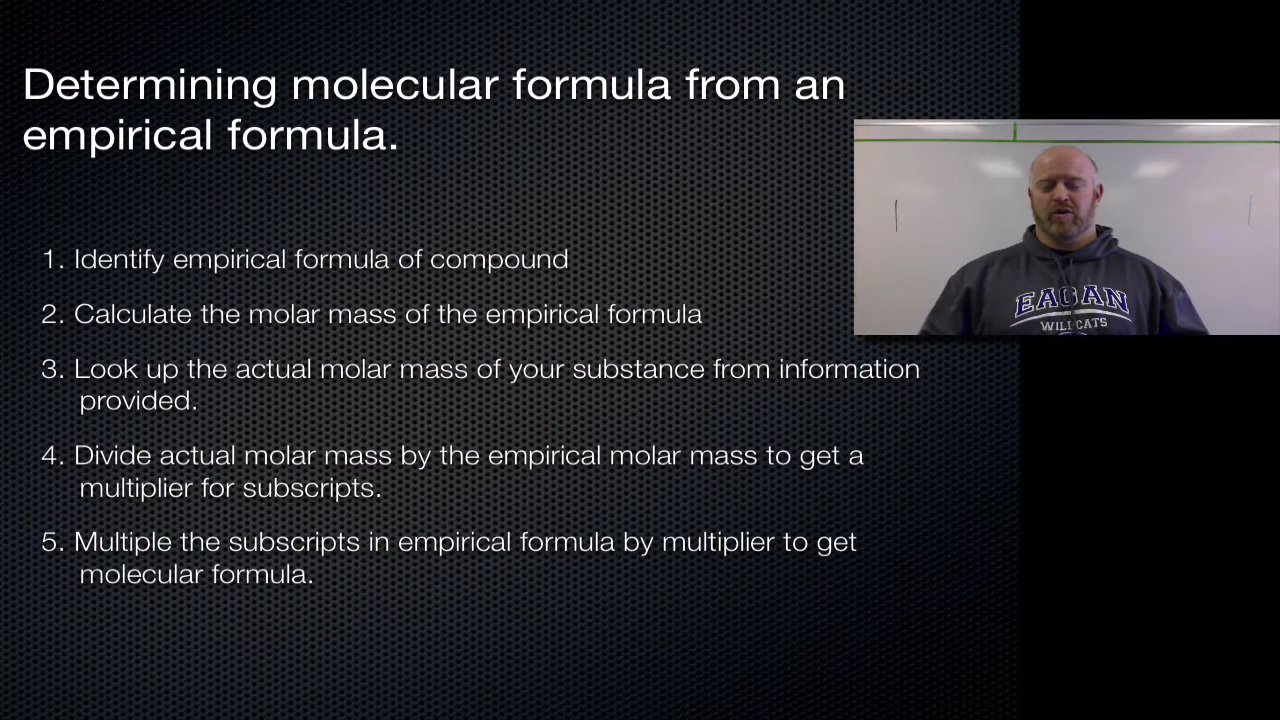 Determining molecular formula from an
empirical formula.
1. Identify empirical formula of compound
2. Calculate the molar mass of the empirical formula
3. Look up the actual molar mass of your substance from information
provided.
4. Divide actual molar mass by the empirical molar mass to get a
multiplier for subscripts.
5. Multiple the subscripts in empirical formula by multiplier to get
molecular formula.
EAGAN
WILDCATS